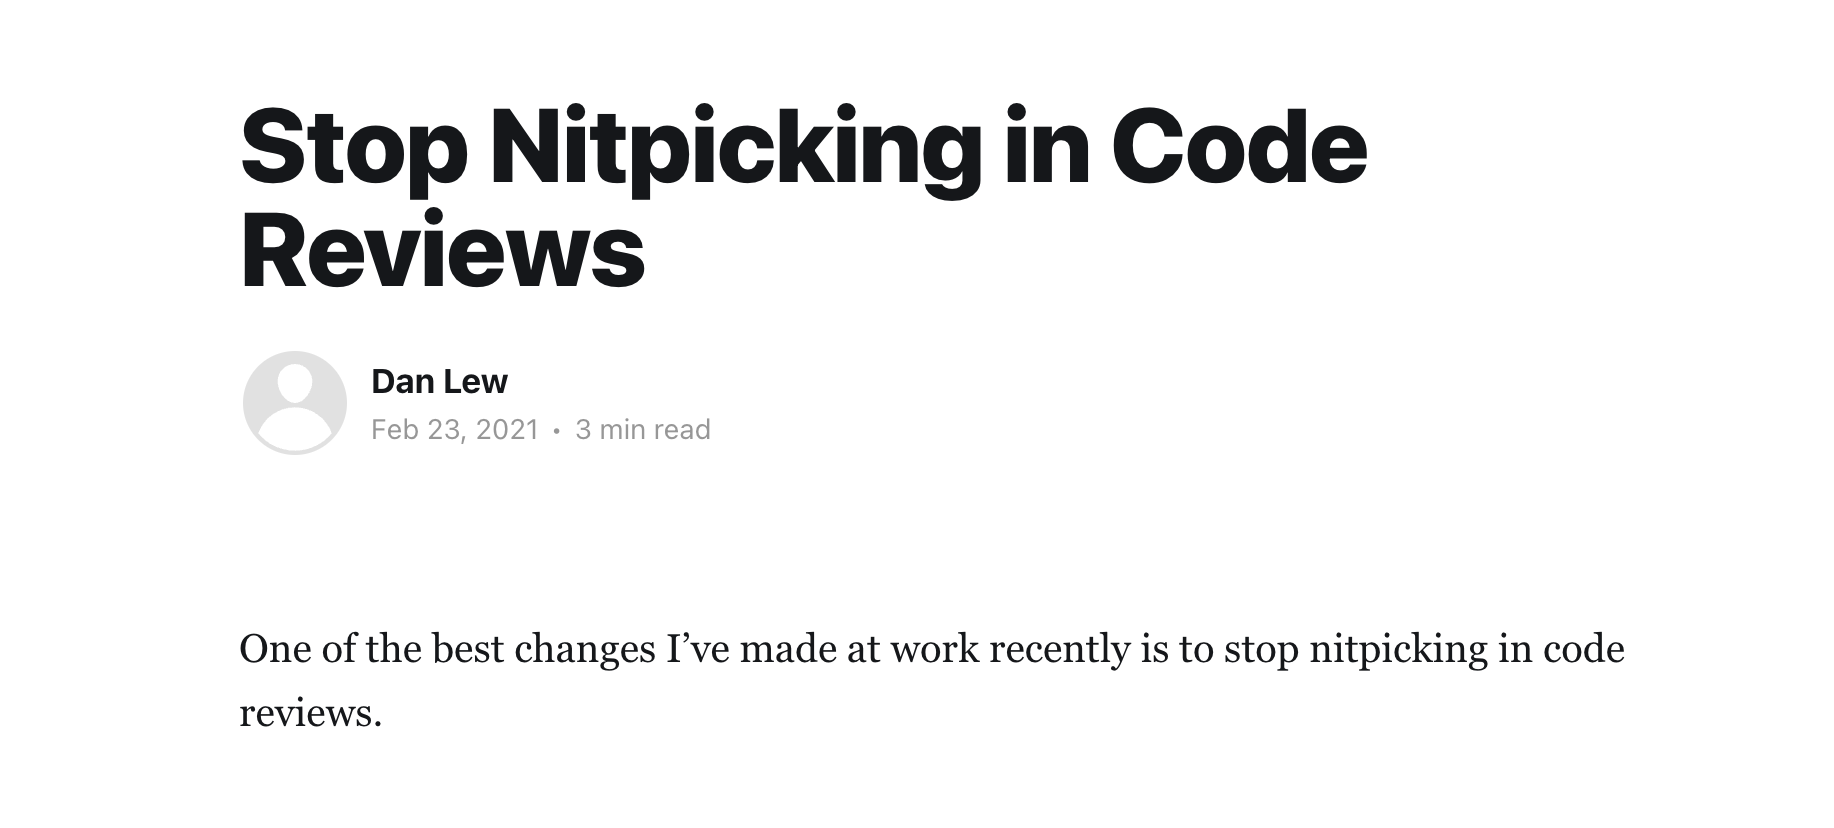 Stop Nitpicking in Code
Reviews
Dan Lew
Feb 23, 2021 • 3 min read
One of the best changes I’ve made at work recently is to stop nitpicking in code
reviews.